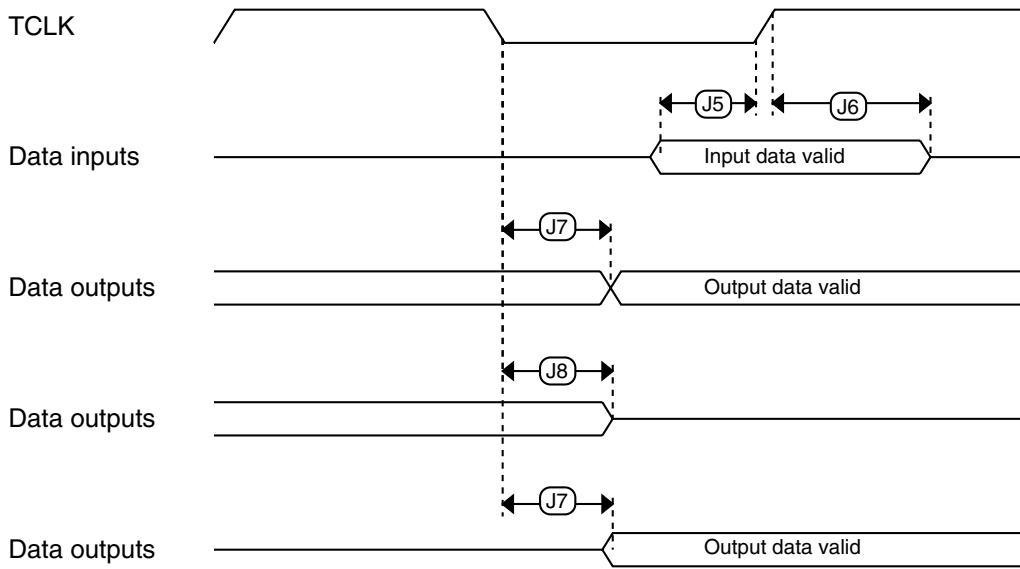 TCLK
J5
J6
Data inputs
Input data valid
J7
Data outputs
Output data valid
J8
Data outputs
J7
Data outputs
Output data valid